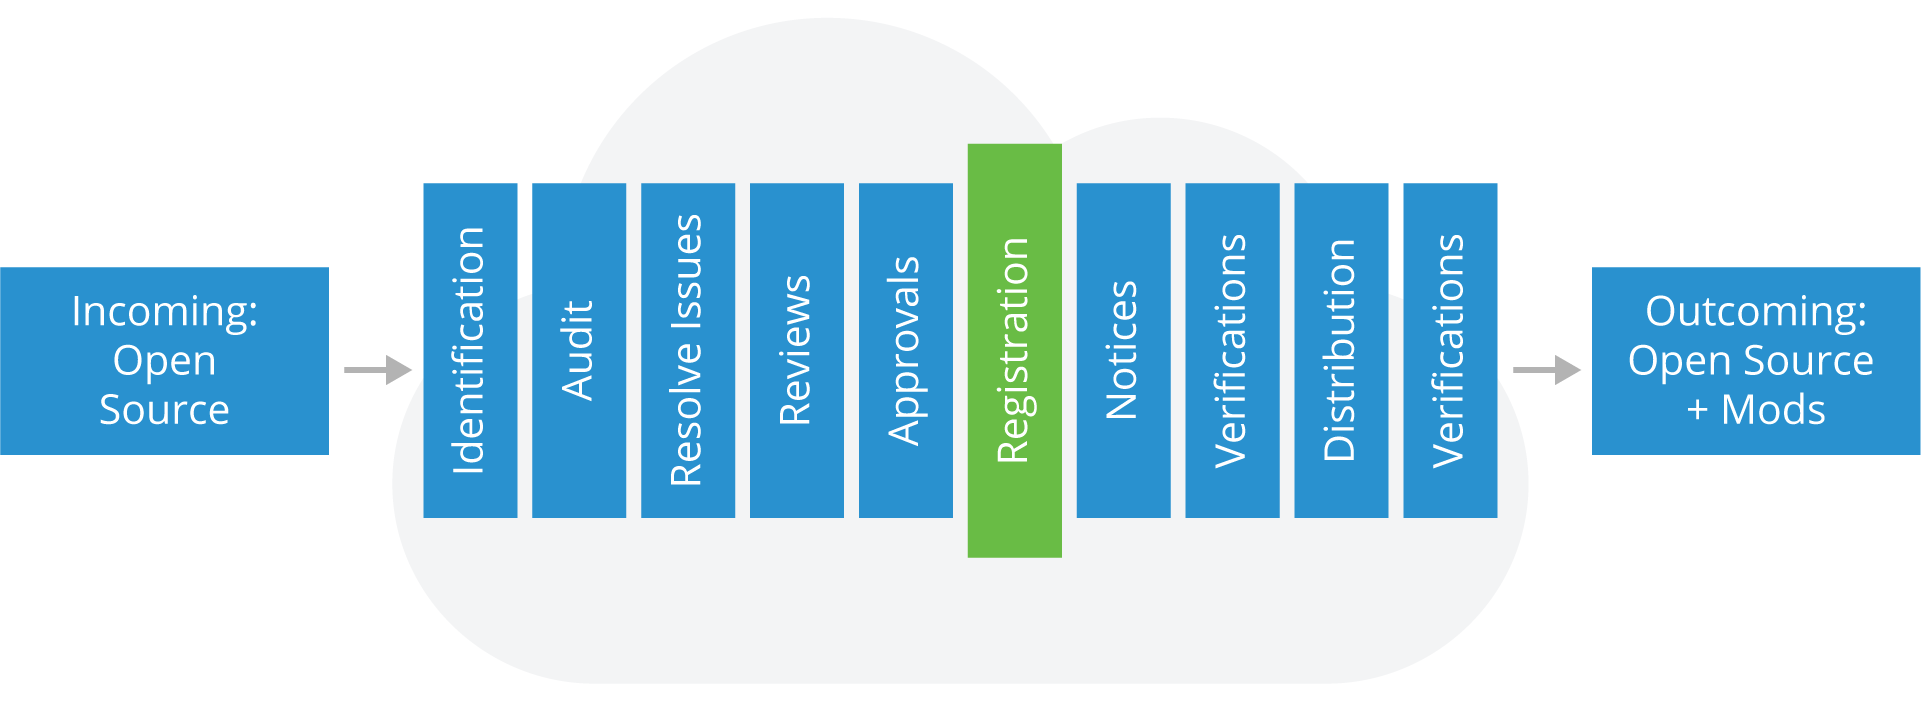 Incoming:
Open
Source
Identification
Audit
Resolve Issues
Reviews
Approvals
Registration
Notices
Verifications
Distribution
Verifications
Outcoming:
Open Source
+ Mods